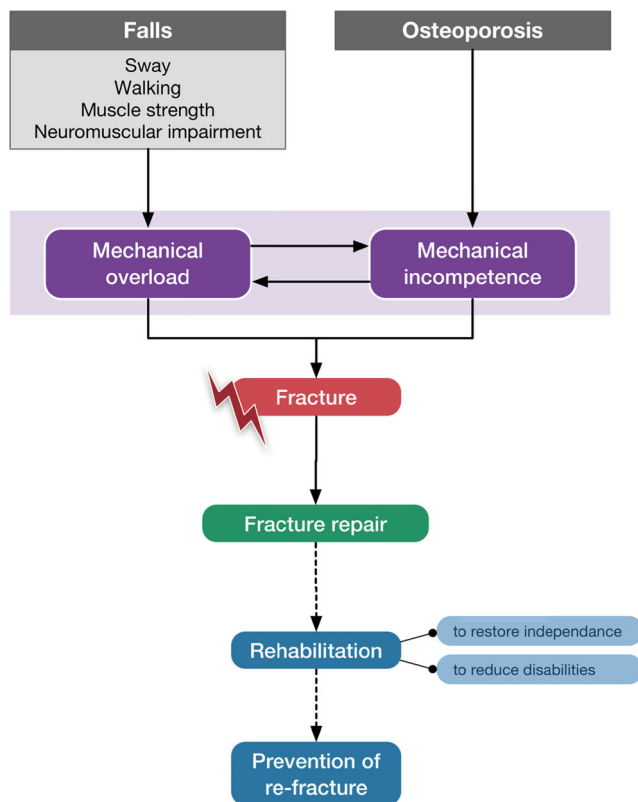 Falls
Sway
Walking
Muscle strength
Neuromuscular impairment
Osteoporosis
Mechanical
overload
Mechanical
incompetence
Fracture
Fracture repair
Rehabilitation
to restore independance
to reduce disabilities
Prevention of
re-fracture